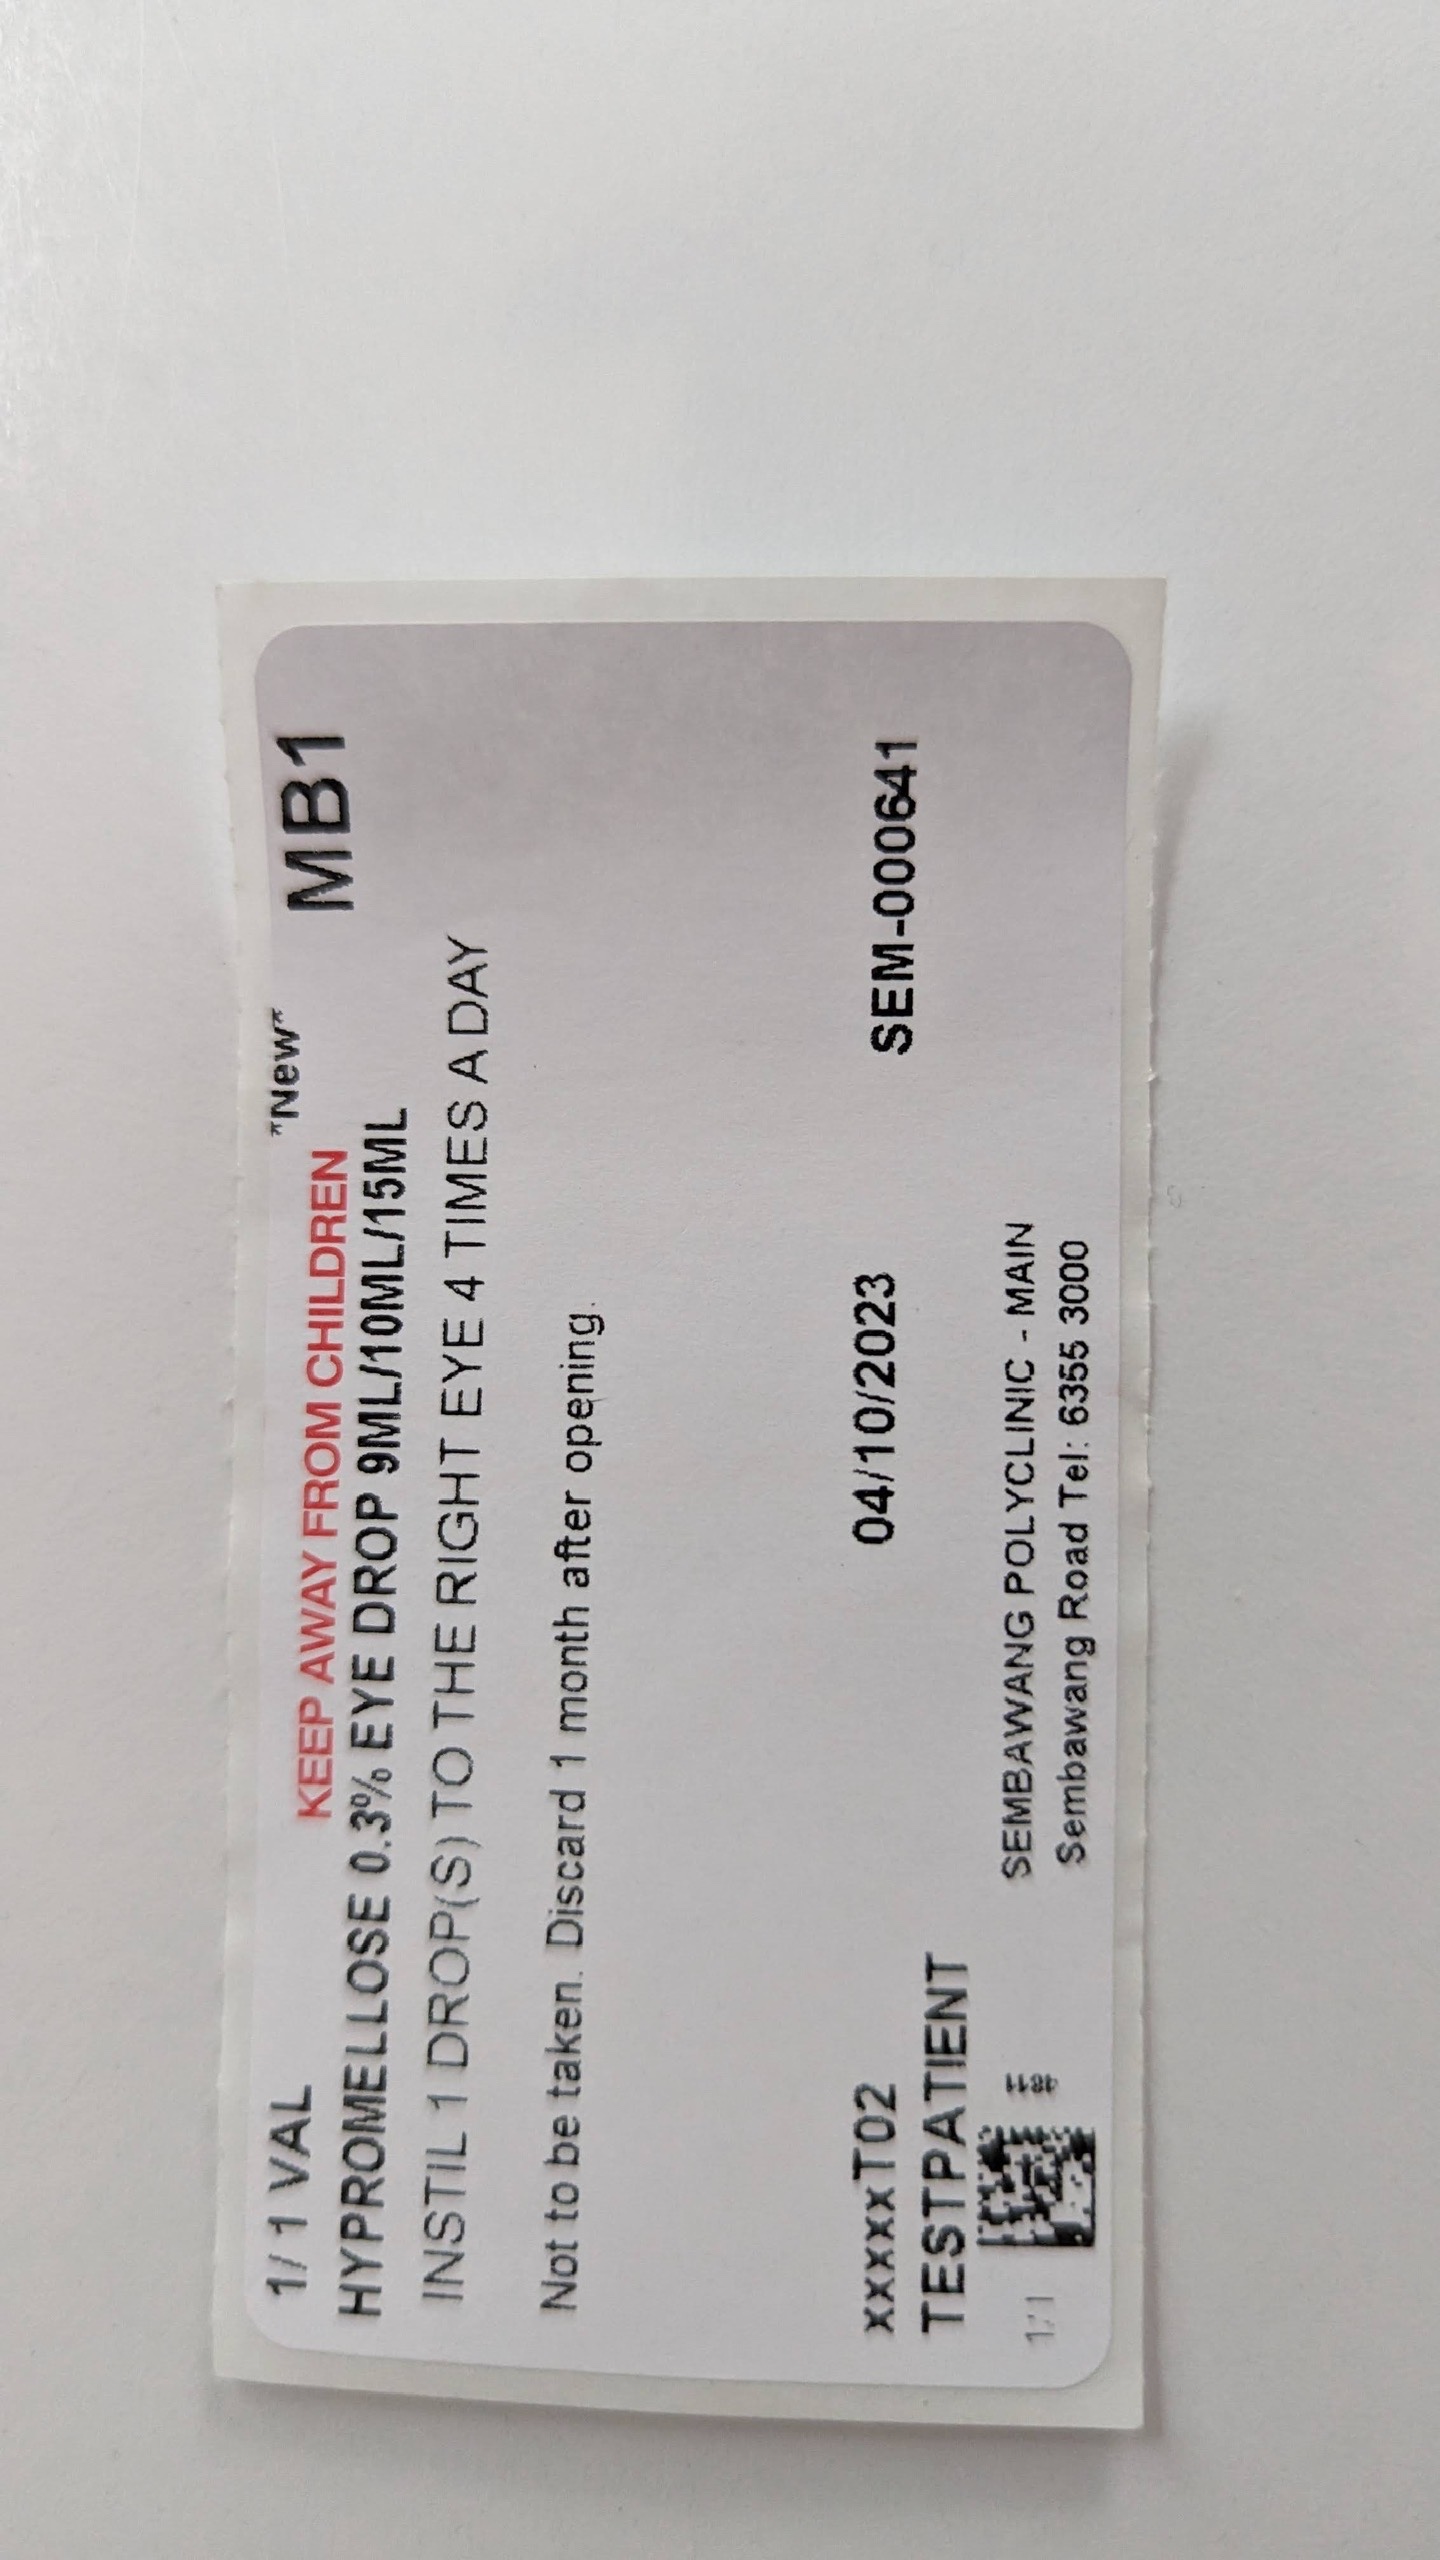 1/ 1 VAL
*New*
MB1
KEEP AWAY FROM CHILDREN
HYPROMELLOSE 0.3% EYE DROP 9ML/10ML/15ML
INSTIL 1 DROP(S) TO THE RIGHT EYE 4 TIMES A DAY
Not to be taken. Discard 1 month after opening.
xxxxxT02
04/10/2023
SEM-000641
TESTPATIENT
1/1
4811
SEMBAWANG POLYCLINIC - MAIN
Sembawang Road Tel: 6355 3000